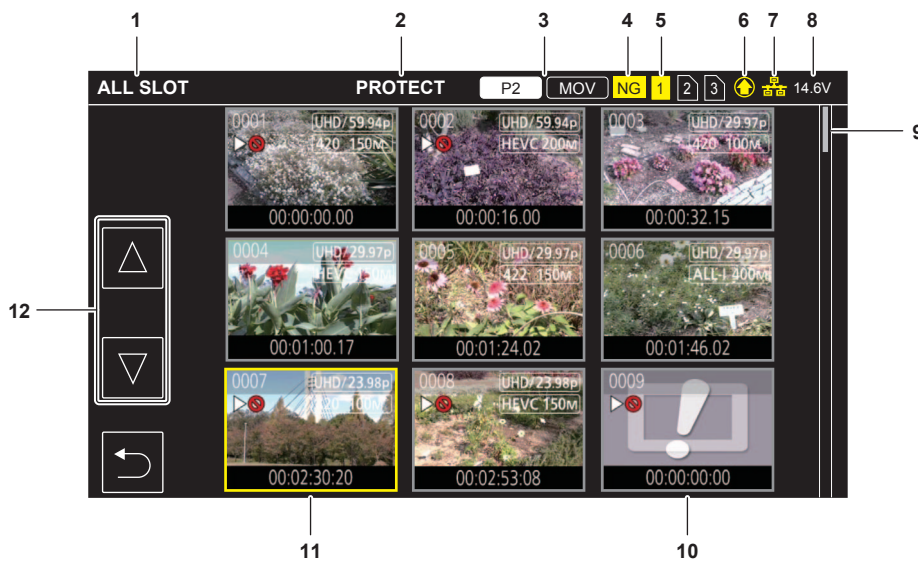 1 2 3 4 5 6 7 8
ALL SLOT PROTECT P2 MOV NG 1 2 3 14.6V
9
0001 UHD/59.94p
420 150M
00:00:00.00
0002 UHD/59.94p
HEVC 200M
00:00:16.00
0003 UHD/29.97p
420 100M
00:00:32.15
0004 UHD/29.97p
HEVC
00:01:00.17
0005 UHD/29.97p
422 150M
00:01:24.02
0006 UHD/29.97p
ALL-I 400M
00:01:46.02
12
0007 UHD/23.98p
420 100M
00:02:30:20
0008 UHD/23.98p
HEVC 150M
00:02:53:08
0009
00:00:00:00
11 10